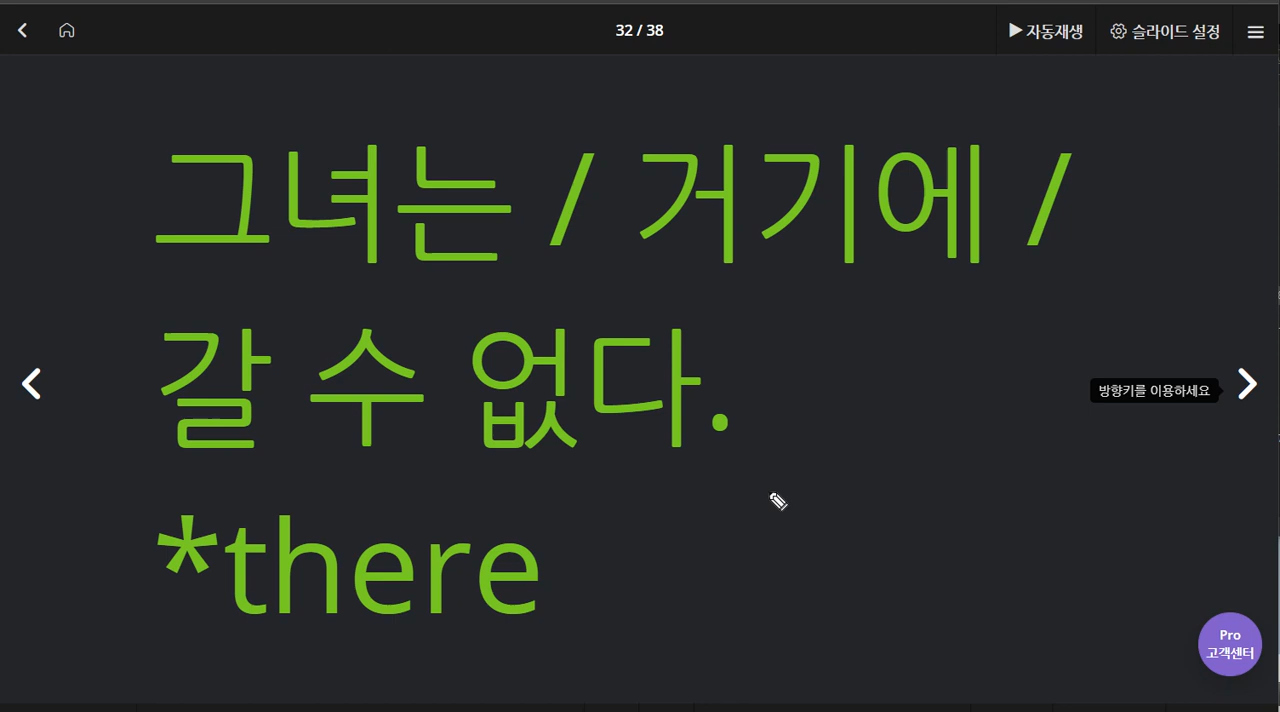 32 / 38
▶ 자동재생
슬라이드 설정
그녀는 / 거기에 /
갈 수 없다.
*there
방향키를 이용하세요
Pro
고객센터